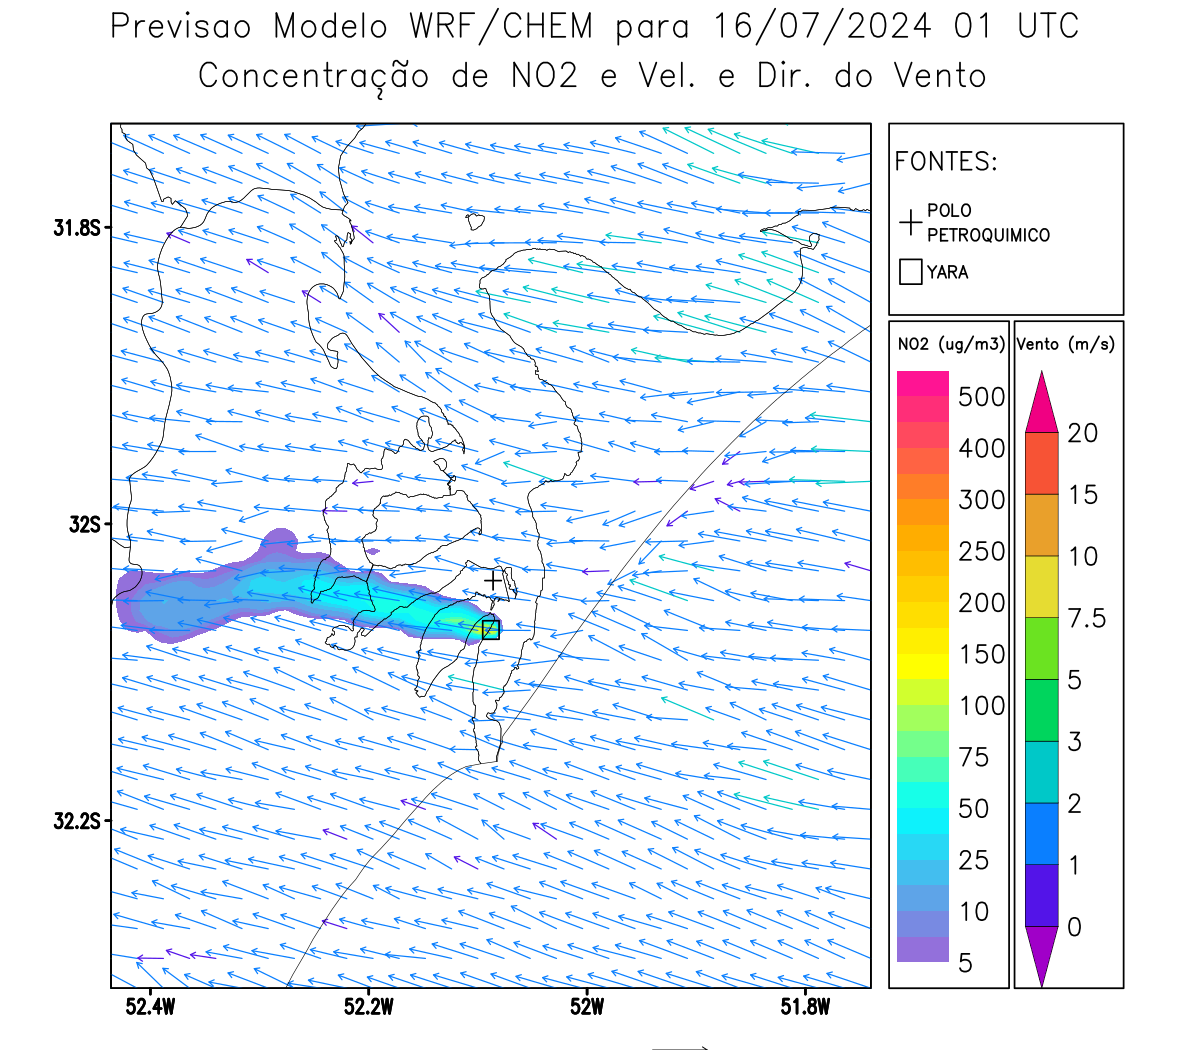 Previsao Modelo WRF/CHEM para 16/07/2024 01 UTC
Concentração de NO2 e Vel. e Dir. do Vento
FONTES:
POLO
PETROQUIMICO
YARA
NO2 (ug/m3)
500
400
300
250
200
150
100
75
50
25
10
5
Vento (m/s)
20
15
10
7.5
5
3
2
1
0
31.8S
32S
32.2S
52.4W
52.2W
52W
51.8W